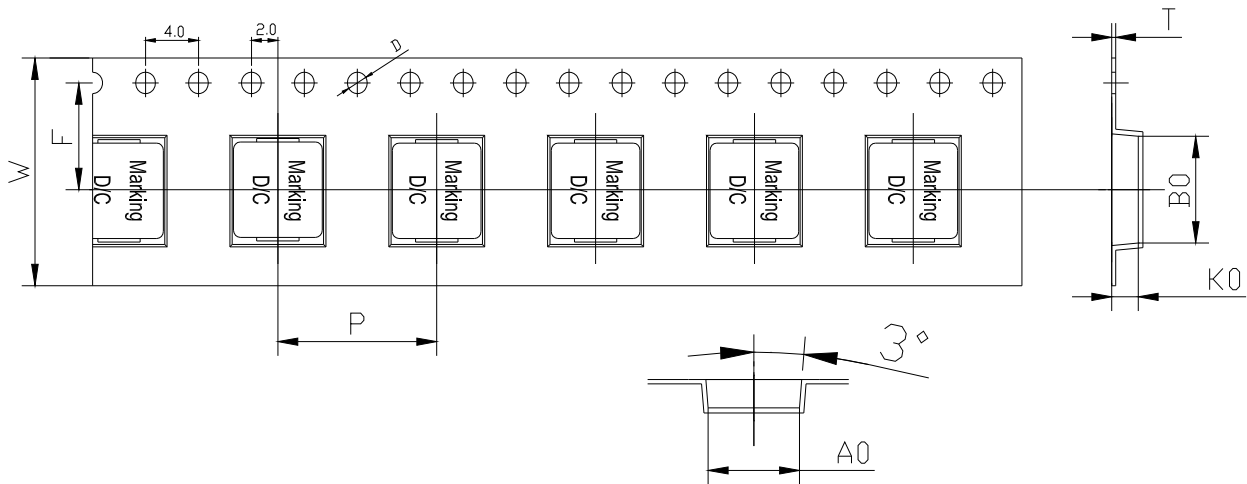 4.0
2.0
D
T
F
W
Marking
D/C
Marking
D/C
Marking
D/C
Marking
D/C
Marking
D/C
Marking
D/C
B0
K0
P
3°
A0